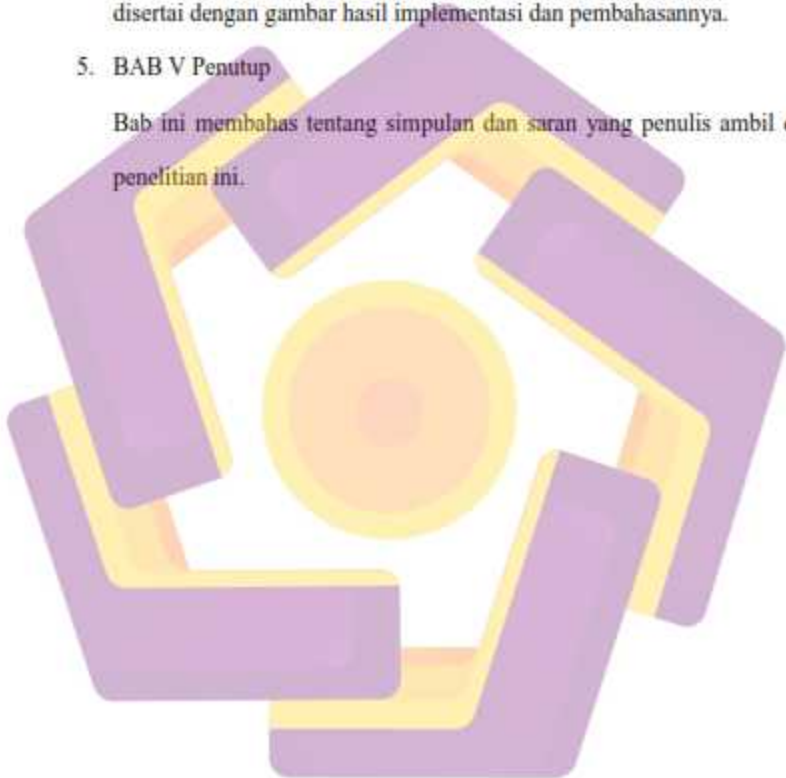 disertai dengan gambar hasil implementasi dan pembahasannya.
5. BAB V Penutup
Bab ini membahas tentang simpulan dan saran yang penulis ambil
penelitian ini.